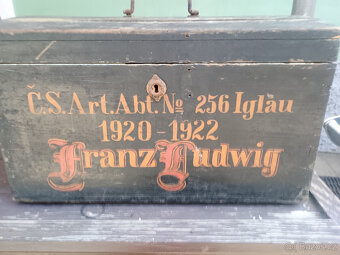 Č.S.Art.Abt.No 256 Iglau
1920-1922
Franz Ludwig